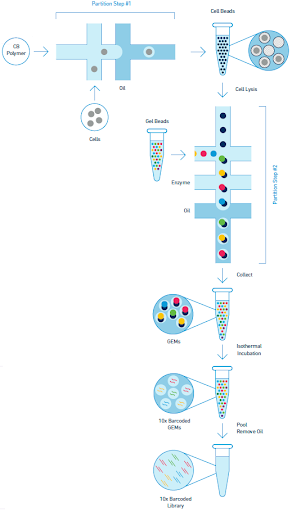 Partition Step #1
Cell Beads
CB
Polymer
Oil
Cell Lysis
Cells
Gel Beads
Enzyme
Oil
Partition Step #2
Collect
GEMs
Isothermal
Incubation
10x Barcoded
GEMs
Pool
Remove Oil
10x Barcoded
Library